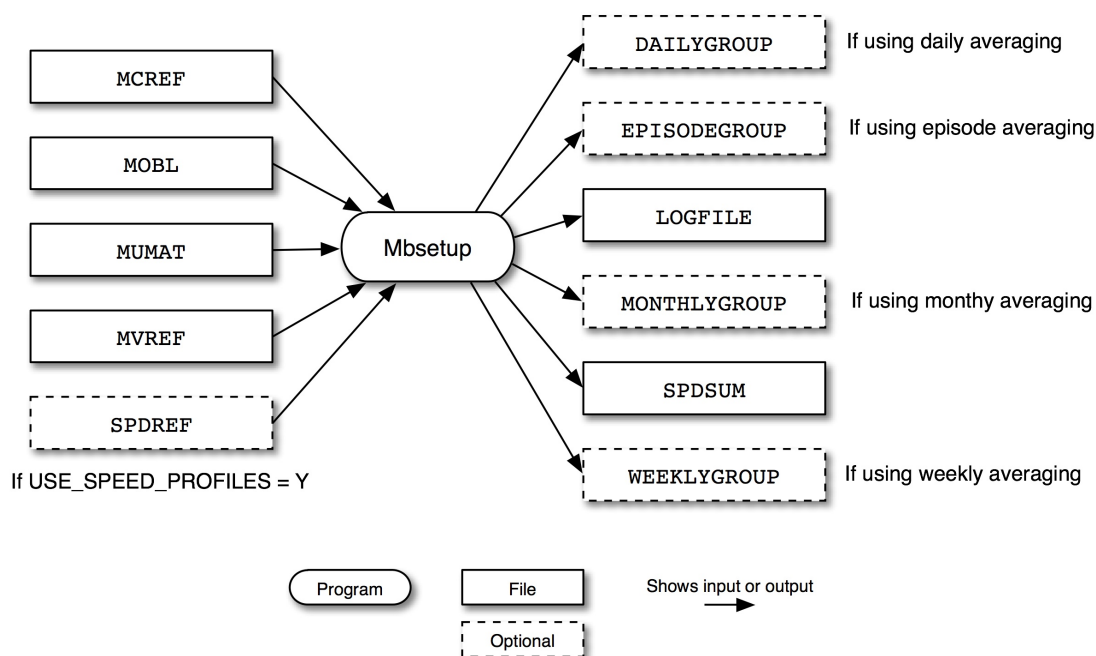 MCREF
MOBL
MUMAT
MVREF
SPDREF
If USE_SPEED_PROFILES = Y
Mbsetup
DAILYGROUP If using daily averaging
EPISODEGROUP If using episode averaging
LOGFILE
MONTHLYGROUP If using monthy averaging
SPDSUM
WEEKLYGROUP If using weekly averaging
Program
File
Optional
Shows input or output